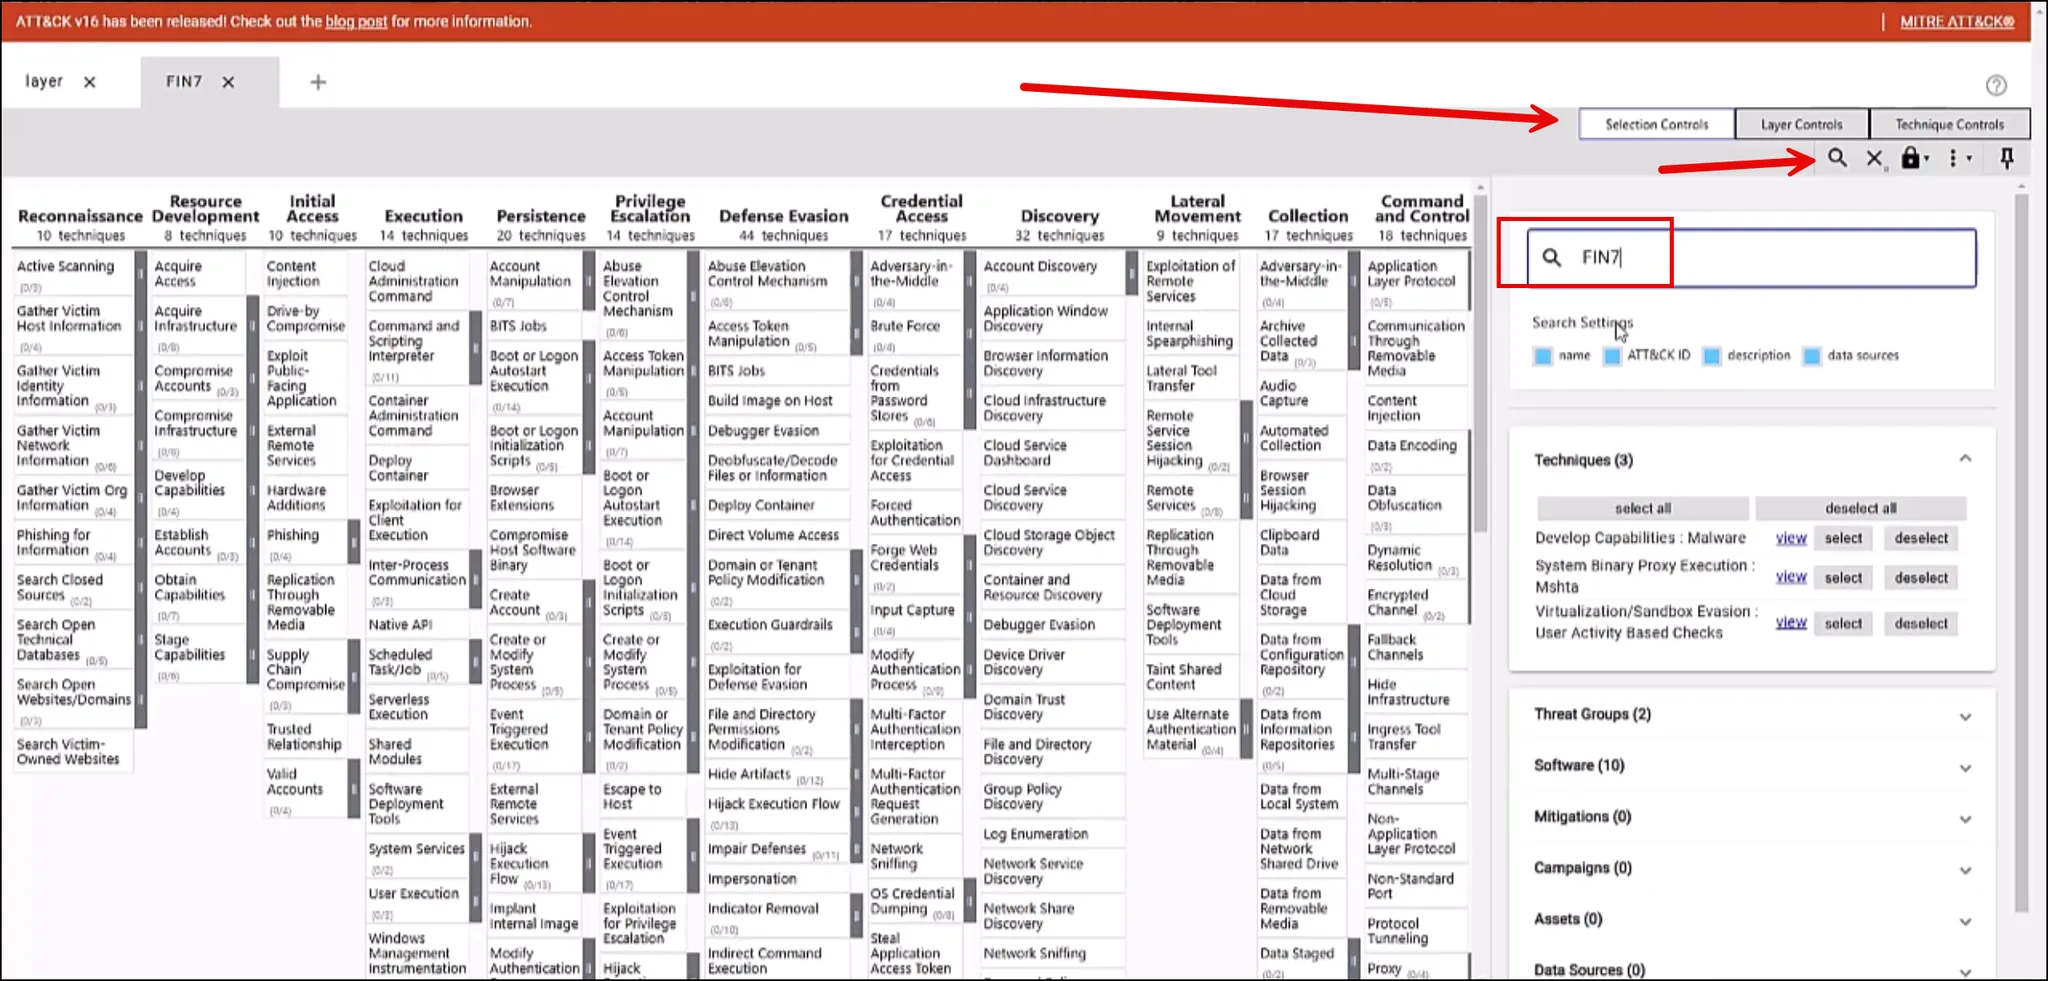 ATT&CK v16 has been released! Check out the blog post for more information.
MITRE ATT&CK®
layer ×
FIN7 ×
+
Selection Controls
Layer Controls
Technique Controls
Reconnaissance
10 techniques
Active Scanning
(0/3)
Gather Victim
Host Information
(0/4)
Gather Victim
Identity
Information (0/3)
Gather Victim
Network
Information (0/6)
Gather Victim Org
Information (0/4)
Phishing for
Information (0/4)
Search Closed
Sources (0/2)
Search Open
Technical
Databases (0/5)
Search Open
Websites/Domains
(0/3)
Search Victim-
Owned Websites
Resource
Development
8 techniques
Acquire
Access
Acquire
Infrastructure
(0/8)
Compromise
Accounts (0/3)
Compromise
Infrastructure
(0/8)
Develop
Capabilities
(0/4)
Establish
Accounts (0/3)
Obtain
Capabilities
(0/7)
Stage
Capabilities
(0/6)
Initial
Access
10 techniques
Content
Injection
Drive-by
Compromise
Exploit
Public-
Facing
Application
External
Remote
Services
Hardware
Additions
Phishing
(0/4)
Replication
Through
Removable
Media
Supply
Chain
Compromise
(0/3)
Trusted
Relationship
Valid
Accounts
(0/4)
Execution
14 techniques
Cloud
Administration
Command
Command and
Scripting
Interpreter
(0/11)
Container
Administration
Command
Deploy
Container
Exploitation for
Client
Execution
Inter-Process
Communication
(0/3)
Native API
Scheduled
Task/Job (0/5)
Serverless
Execution
Shared
Modules
Software
Deployment
Tools
System Services
(0/2)
User Execution
(0/3)
Windows
Management
Instrumentation
Persistence
20 techniques
Account
Manipulation
(0/7)
BITS Jobs
Boot or Logon
Autostart
Execution
(0/14)
Boot or Logon
Initialization
Scripts (0/5)
Browser
Extensions
Compromise
Host Software
Binary
Create
Account (0/3)
Create or
Modify
System
Process (0/5)
Event
Triggered
Execution
(0/17)
External
Remote
Services
Hijack
Execution
Flow (0/13)
Implant
Internal Image
Modify
Authentication
Privilege
Escalation
14 techniques
Abuse
Elevation
Control
Mechanism
(0/6)
Access Token
Manipulation
(0/5)
Account
Manipulation
(0/7)
Boot or
Logon
Autostart
Execution
(0/14)
Boot or
Logon
Initialization
Scripts (0/5)
Create or
Modify
System
Process (0/5)
Domain or
Tenant Policy
Modification
(0/2)
Escape to
Host
Event
Triggered
Execution
(0/17)
Exploitation
for Privilege
Escalation
Hijack
Defense Evasion
44 techniques
Abuse Elevation
Control Mechanism
(0/6)
Access Token
Manipulation (0/5)
BITS Jobs
Build Image on Host
Debugger Evasion
Deobfuscate/Decode
Files or Information
Deploy Container
Direct Volume Access
Domain or Tenant
Policy Modification
(0/2)
Execution Guardrails
(0/2)
Exploitation for
Defense Evasion
File and Directory
Permissions
Modification (0/2)
Hide Artifacts (0/12)
Hijack Execution Flow
(0/13)
Impair Defenses (0/11)
Impersonation
Indicator Removal
(0/10)
Indirect Command
Execution
Credential
Access
17 techniques
Adversary-in-
the-Middle
(0/4)
Brute Force
(0/4)
Credentials
from
Password
Stores (0/6)
Exploitation
for Credential
Access
Forced
Authentication
Forge Web
Credentials
(0/2)
Input Capture
(0/4)
Modify
Authentication
Process (0/9)
Multi-Factor
Authentication
Interception
Multi-Factor
Authentication
Request
Generation
Network
Sniffing
OS Credential
Dumping (0/8)
Steal
Application
Access Token
Discovery
32 techniques
Account Discovery
(0/4)
Application Window
Discovery
Browser Information
Discovery
Cloud Infrastructure
Discovery
Cloud Service
Dashboard
Cloud Service
Discovery
Cloud Storage Object
Discovery
Container and
Resource Discovery
Debugger Evasion
Device Driver
Discovery
Domain Trust
Discovery
File and Directory
Discovery
Group Policy
Discovery
Log Enumeration
Network Service
Discovery
Network Share
Discovery
Network Sniffing
Lateral
Movement
9 techniques
Exploitation of
Remote
Services
Internal
Spearphishing
Lateral Tool
Transfer
Remote
Service
Session
Hijacking (0/2)
Remote
Services (0/8)
Replication
Through
Removable
Media
Software
Deployment
Tools
Taint Shared
Content
Use Alternate
Authentication
Material (0/4)
Collection
17 techniques
Adversary-in-
the-Middle
(0/4)
Archive
Collected
Data (0/3)
Audio
Capture
Automated
Collection
Browser
Session
Hijacking
Clipboard
Data
Data from
Cloud
Storage
Data from
Configuration
Repository
(0/2)
Data from
Information
Repositories
(0/5)
Data from
Local System
Data from
Network
Shared Drive
Data from
Removable
Media
Data Staged
(0/2)
Command
and Control
18 techniques
Application
Layer Protocol
(0/5)
Communication
Through
Removable
Media
Content
Injection
Data Encoding
(0/2)
Data
Obfuscation
(0/3)
Dynamic
Resolution (0/3)
Encrypted
Channel (0/2)
Fallback
Channels
Hide
Infrastructure
Ingress Tool
Transfer
Multi-Stage
Channels
Non-
Application
Layer Protocol
Non-Standard
Port
Protocol
Tunneling
Proxy (0/4)
FIN7
Search Settings
name ATT&CK ID description data sources
Techniques (3)
select all deselect all
Develop Capabilities : Malware view select deselect
System Binary Proxy Execution :
Mshta view select deselect
Virtualization/Sandbox Evasion :
User Activity Based Checks view select deselect
Threat Groups (2)
Software (10)
Mitigations (0)
Campaigns (0)
Assets (0)
Data Sources (0)